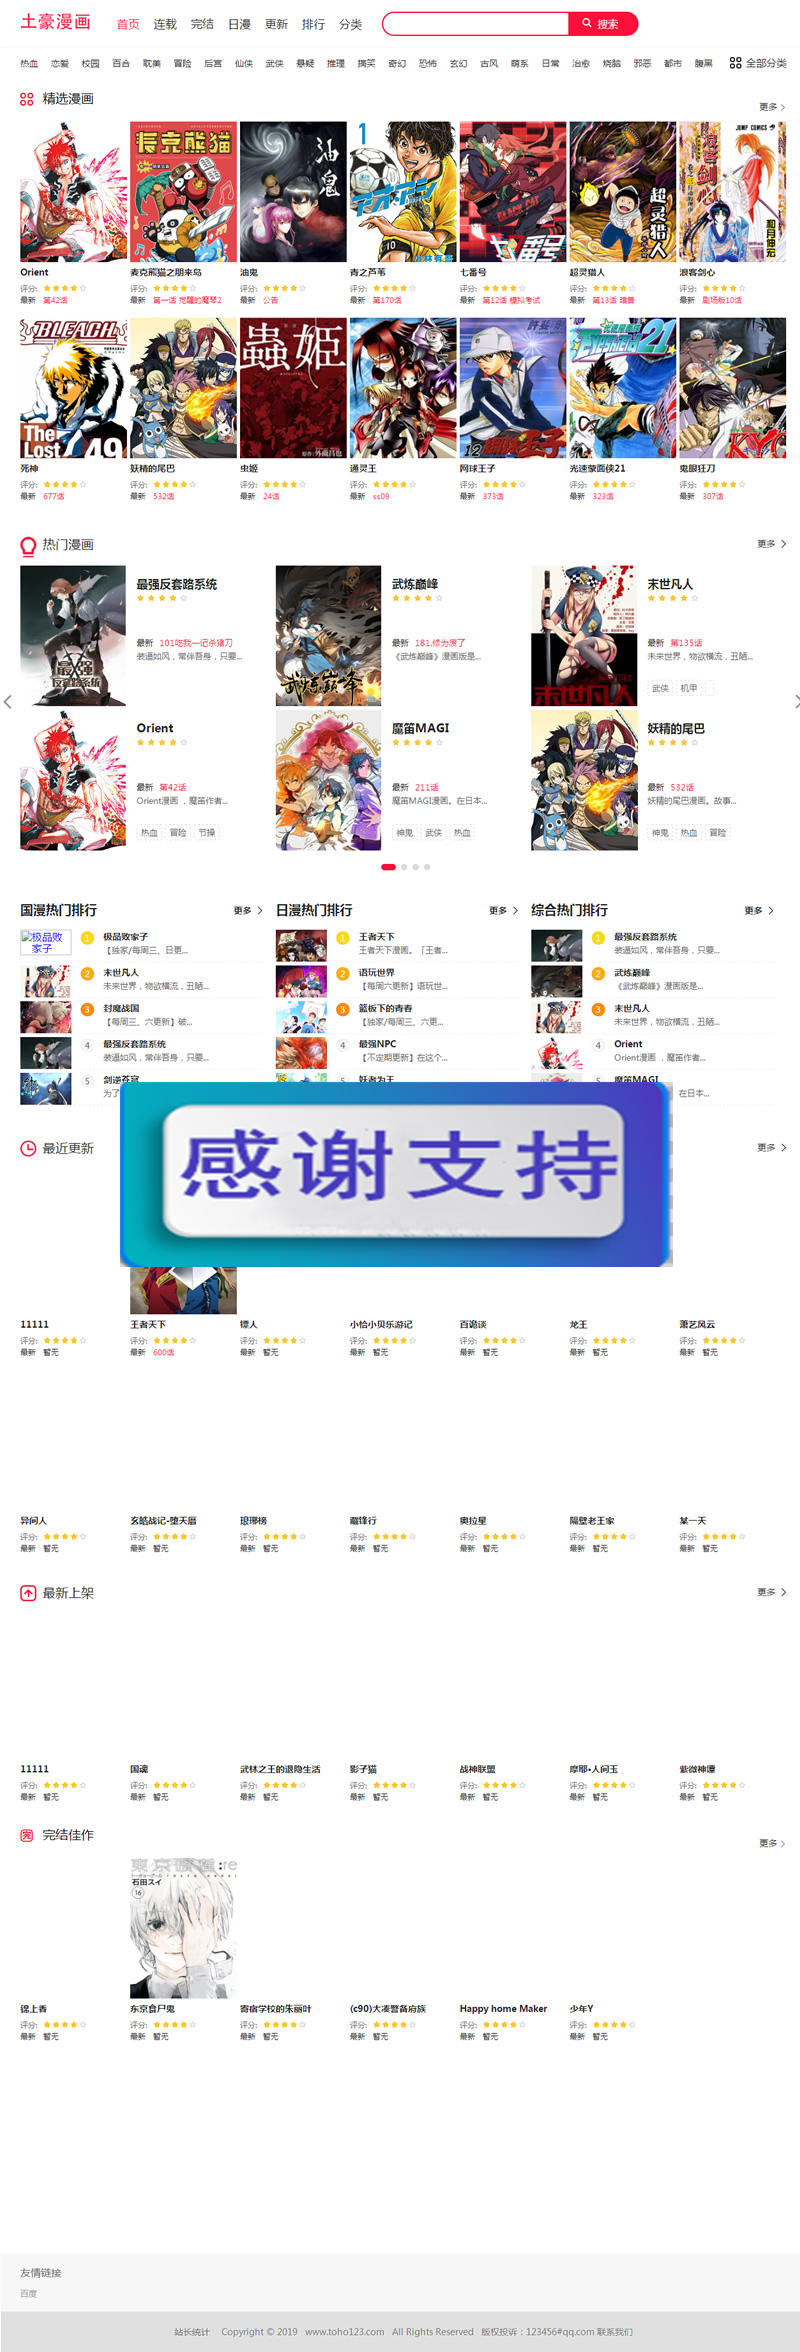 土豪漫画 首页 连载 完结 日漫 更新 排行 分类 搜索
热血 恋爱 校园 百合 耽美 冒险 后宫 仙侠 武侠 悬疑 推理 搞笑 奇幻 恐怖 玄幻 古风 萌系 日常 治愈 烧脑 邪恶 都市 腹黑 全部分类
精选漫画 更多
Orient 麦克熊猫之朋来鸟 油鬼 青之芦苇 七番号 超灵猎人 浪客剑心
评分: 评分: 评分: 评分: 评分: 评分: 评分:
最新 第42话 最新 第一话 觉醒的魔琴2 最新 公告 最新 第170话 最新 第12话 模拟考试 最新 第13话 暗兽 最新 剧场板10话
死神 妖精的尾巴 虫姬 通灵王 网球王子 光速蒙面侠21 鬼眼狂刀
评分: 评分: 评分: 评分: 评分: 评分: 评分:
最新 677话 最新 532话 最新 24话 最新 ss09 最新 373话 最新 323话 最新 307话
热门漫画 更多
最强反套路系统 武炼巅峰 末世凡人
最新 101吃我一记杀猪刀 最新 181.修为废了 最新 第135话
装逼如风，常伴吾身，只要... 《武炼巅峰》漫画版是... 未来世界，物欲横流，丑陋...
武侠 机甲
Orient 魔笛MAGI 妖精的尾巴
最新 第42话 最新 211话 最新 532话
Orient漫画 ，魔笛作者... 魔笛MAGI漫画。在日本... 妖精的尾巴漫画。故事...
热血 冒险 节操 神鬼 武侠 热血 神鬼 热血 冒险
国漫热门排行 更多 日漫热门排行 更多 综合热门排行 更多
极品败家子 1 极品败家子 1 王者天下 1 最强反套路系统
【独家/每周三、日更... 王者天下漫画。「王者... 装逼如风，常伴吾身，只要...
2 末世凡人 2 语玩世界 2 武炼巅峰
未来世界，物欲横流，丑陋... 【每周六更新】语玩世... 《武炼巅峰》漫画版是...
3 封魔战国 3 篮板下的青春 3 末世凡人
【每周三、六更新】破... 【独家/每周三、六更... 未来世界，物欲横流，丑陋...
4 最强反套路系统 4 最强NPC 4 Orient
装逼如风，常伴吾身，只要... 【不定期更新】在这个... Orient漫画 ，魔笛作者...
5 剑逆苍穹 5 妖者为王 5 魔笛MAGI
为了 在日本...
感谢支持
最近更新 更多
11111 王者天下 镖人 小恰小贝乐游记 百诡谈 龙王 萧艺风云
评分: 评分: 评分: 评分: 评分: 评分: 评分:
最新 暂无 最新 600话 最新 暂无 最新 暂无 最新 暂无 最新 暂无 最新 暂无
异间人 玄皓战记-堕天厝 琅琊榜 藏锋行 奥拉星 隔壁老王家 某一天
评分: 评分: 评分: 评分: 评分: 评分: 评分:
最新 暂无 最新 暂无 最新 暂无 最新 暂无 最新 暂无 最新 暂无 最新 暂无
最新上架 更多
11111 国魂 武林之王的退隐生活 影子猫 战神联盟 摩耶·人间玉 紫微神谭
评分: 评分: 评分: 评分: 评分: 评分: 评分:
最新 暂无 最新 暂无 最新 暂无 最新 暂无 最新 暂无 最新 暂无 最新 暂无
完结佳作 更多
石田スイ
16
锦上香 东京食尸鬼 寄宿学校的朱丽叶 (c90)大凑警备府族 Happy home Maker 少年Y
评分: 评分: 评分: 评分: 评分: 评分:
最新 暂无 最新 暂无 最新 暂无 最新 暂无 最新 暂无 最新 暂无
友情链接
百度
站长统计 Copyright © 2019 www.toho123.com All Rights Reserved 版权投诉：123456#qq.com 联系我们